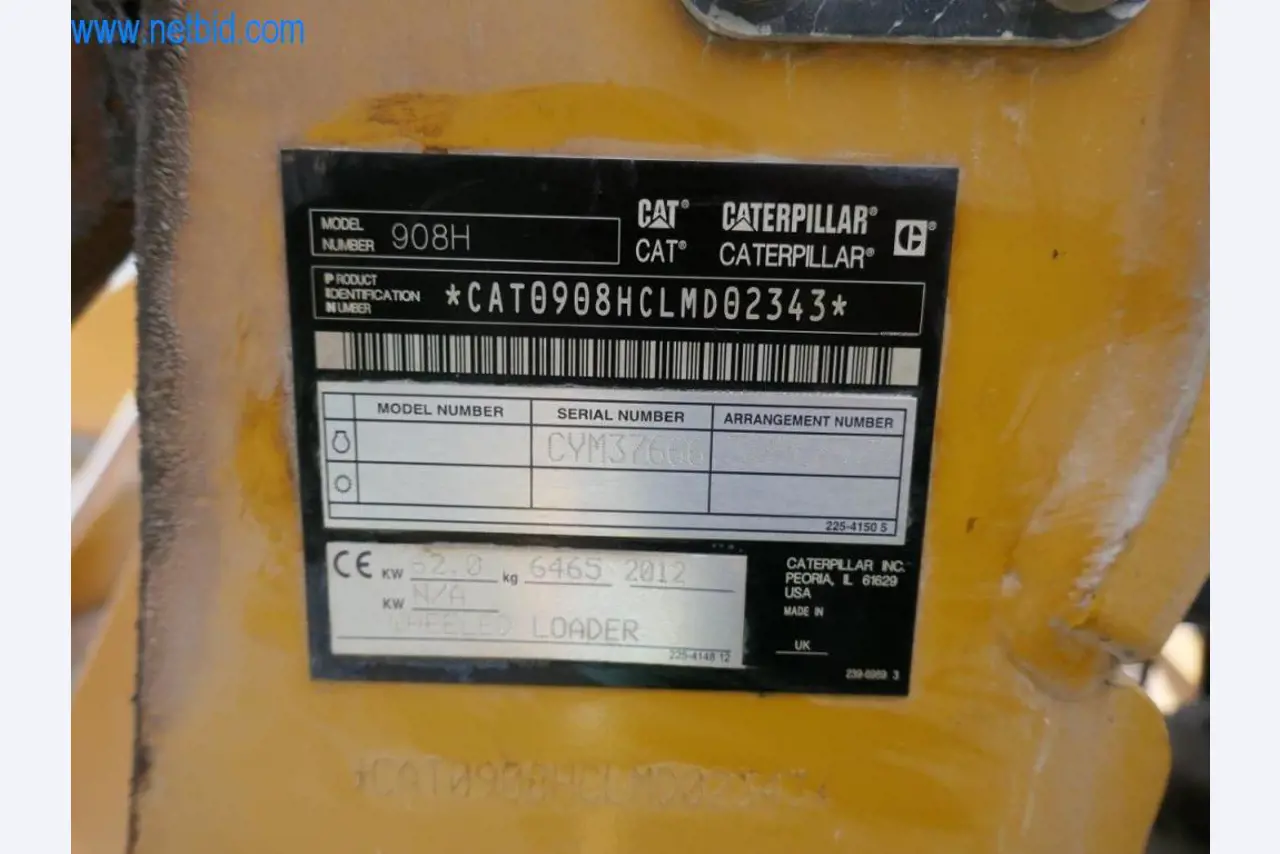 www.netbid.com
CAT® CATERPILLAR®
MODEL NUMBER 908H
CAT® CATERPILLAR®
PRODUCT IDENTIFICATION NUMBER *CAT0908HCLMD02343*
MODEL NUMBER SERIAL NUMBER ARRANGEMENT NUMBER
225-4150 5
CE KW 62.0 kg 6465 2012
KW N/A
WHEELED LOADER
225-4148 12
CATERPILLAR INC.
PEORIA, IL 61629
USA
MADE IN
UK
239-6959 3
*CAT0908HCLMD02343*